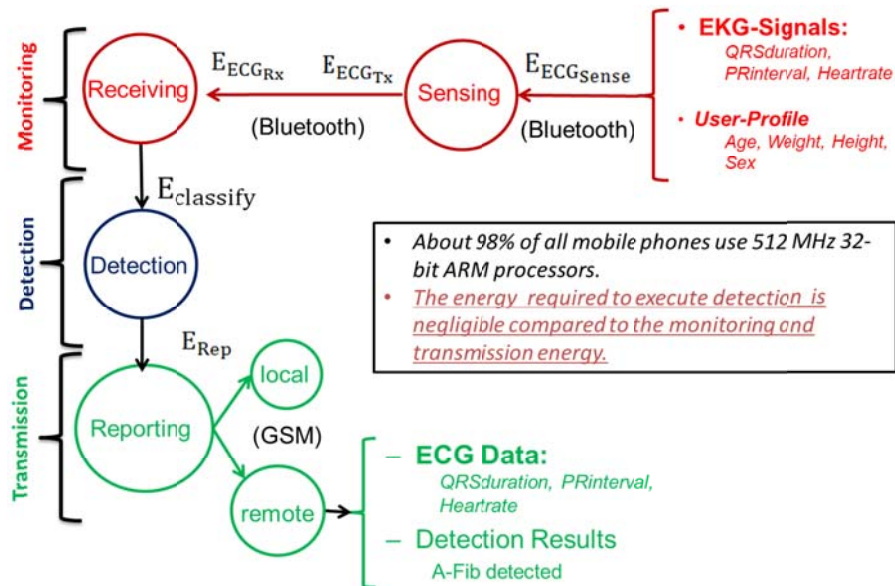 Monitoring
Receiving
E_ECG_Rx
E_ECG_Tx
(Bluetooth)
Sensing
E_ECG_Sense
(Bluetooth)
• EKG-Signals:
QRSduration,
PRinterval, Heartrate
• User-Profile
Age, Weight, Height,
Sex
E_classify
Detection
Detection
• About 98% of all mobile phones use 512 MHz 32-
bit ARM processors.
• The energy required to execute detection is
negligible compared to the monitoring and
transmission energy.
E_Rep
Transmission
Reporting
local
(GSM)
remote
– ECG Data:
QRSduration, PRinterval,
Heartrate
– Detection Results
A-Fib detected